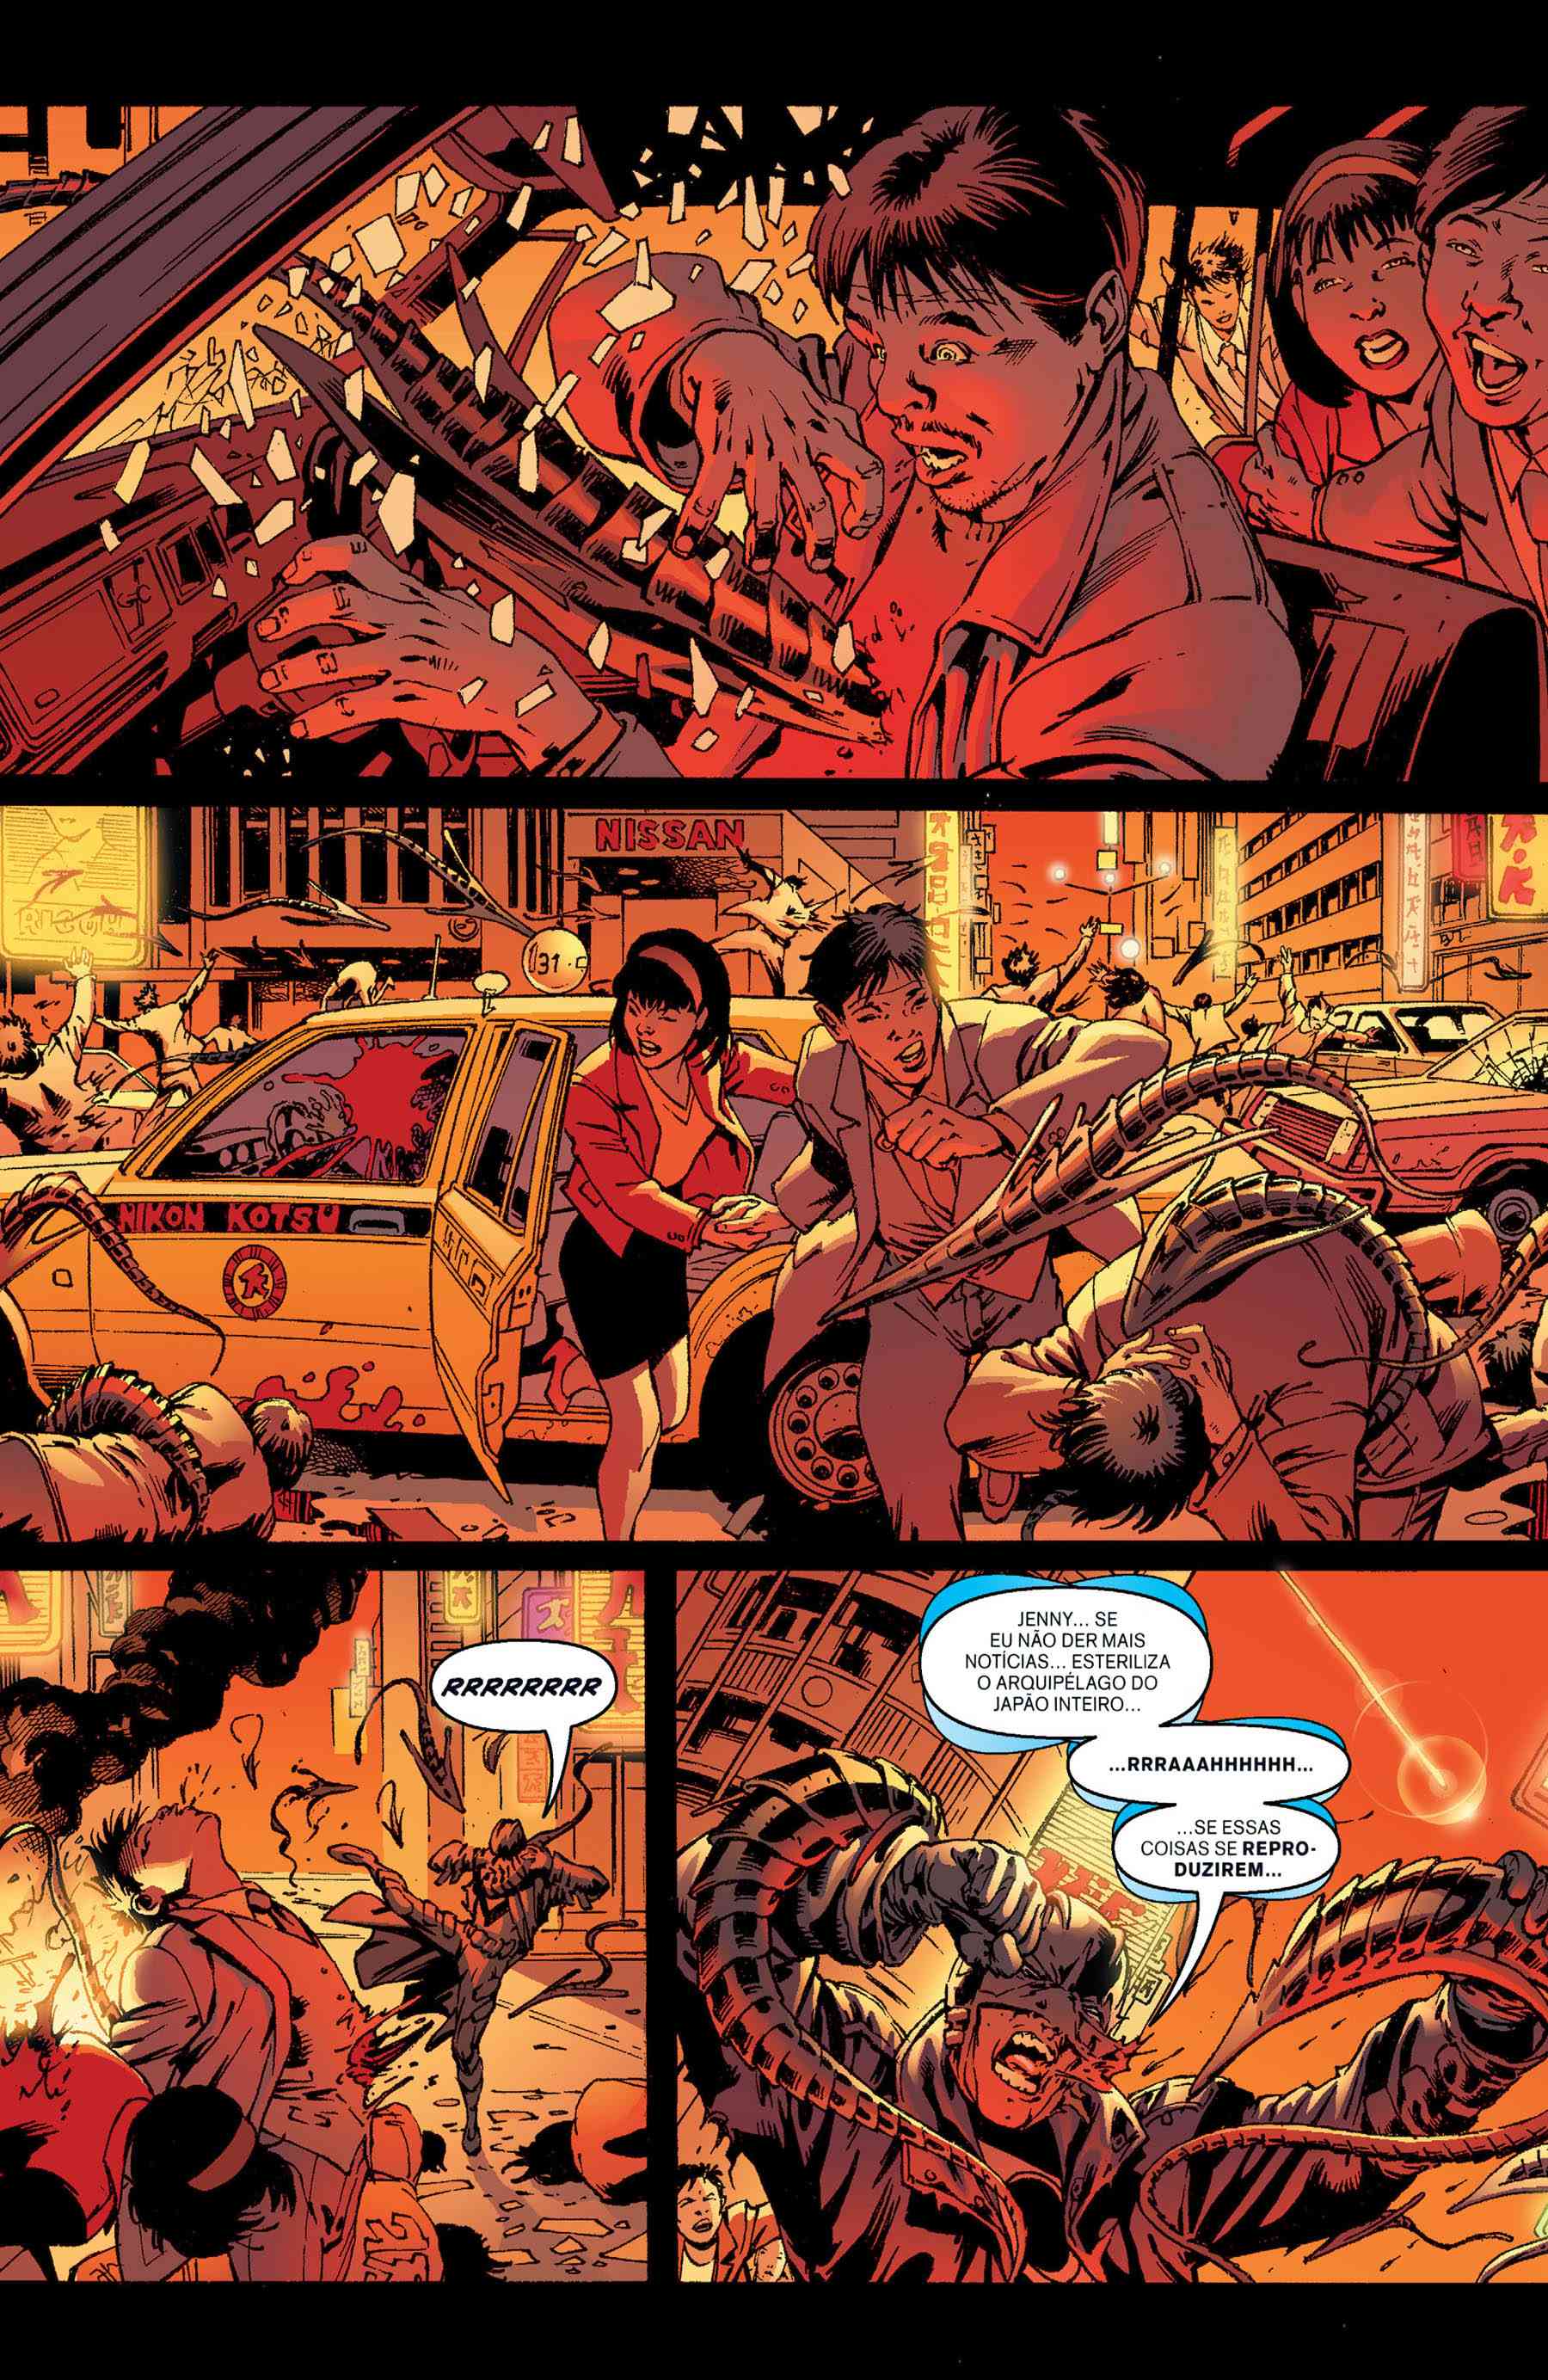 NISSAN
31
NIKON KOTSU
RRRRRRRR
JENNY... SE
EU NÃO DER MAIS
NOTÍCIAS... ESTERILIZA
O ARQUIPÉLAGO DO
JAPÃO INTEIRO...
...RRRAAAHHHHHH...
...SE ESSAS
COISAS SE REPRO-
DUZIREM...